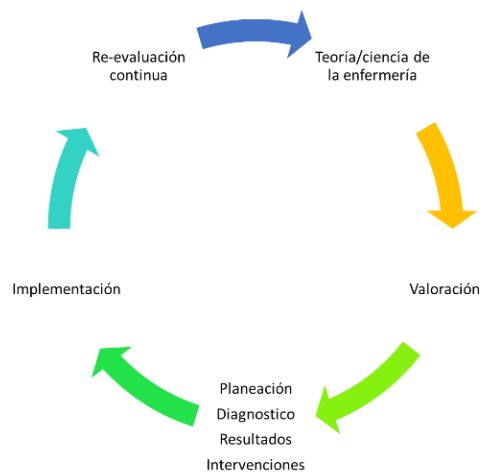 Re-evaluación
continua
Teoría/ciencia de
la enfermería
Valoración
Planeación
Diagnostico
Resultados
Intervenciones
Implementación